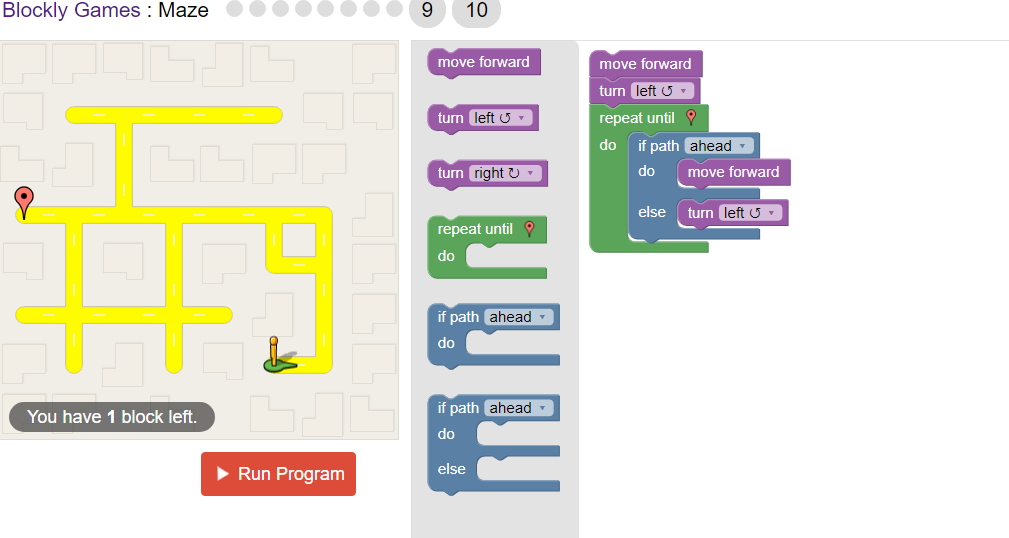 Blockly Games : Maze 9 10
move forward
turn left ↺ ▾
turn right ↻ ▾
repeat until
do
if path ahead ▾
do
if path ahead ▾
do
else
move forward
turn left ↺ ▾
repeat until
do if path ahead ▾
do move forward
else turn left ↺ ▾
You have 1 block left.
Run Program